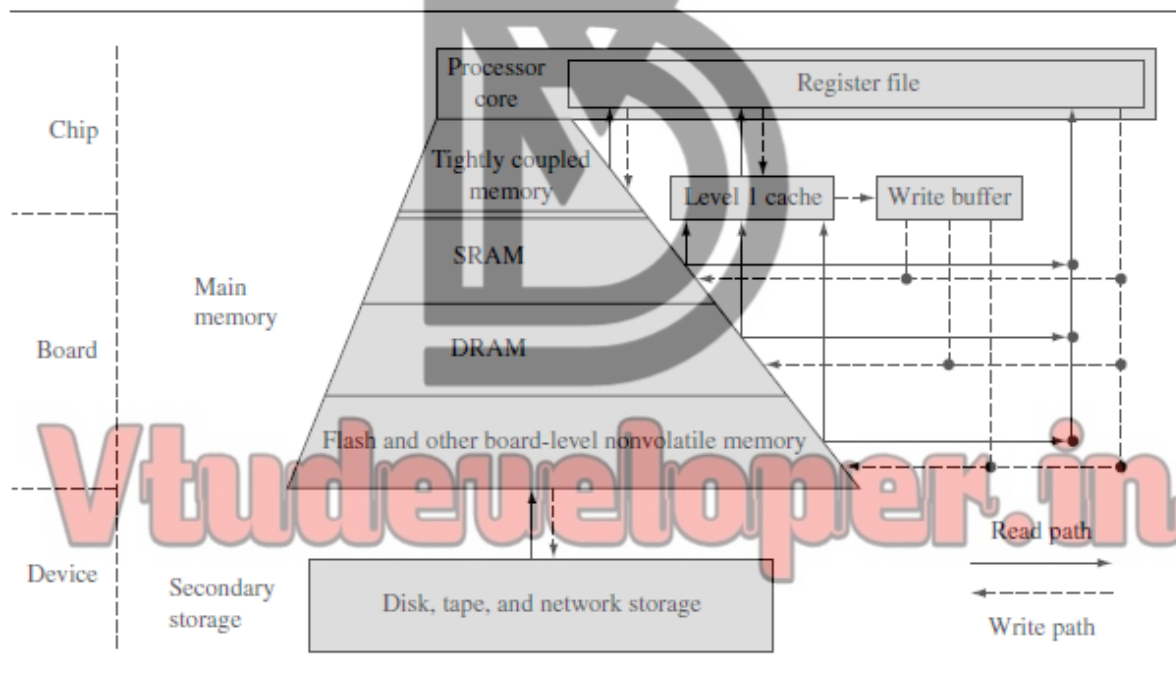 Processor
core
Register file
Chip
Tightly coupled
memory
Level 1 cache
Write buffer
SRAM
Main
memory
Board
DRAM
Flash and other board-level nonvolatile memory
Vtudeveloper.in
Read path
Device
Secondary
storage
Disk, tape, and network storage
Write path